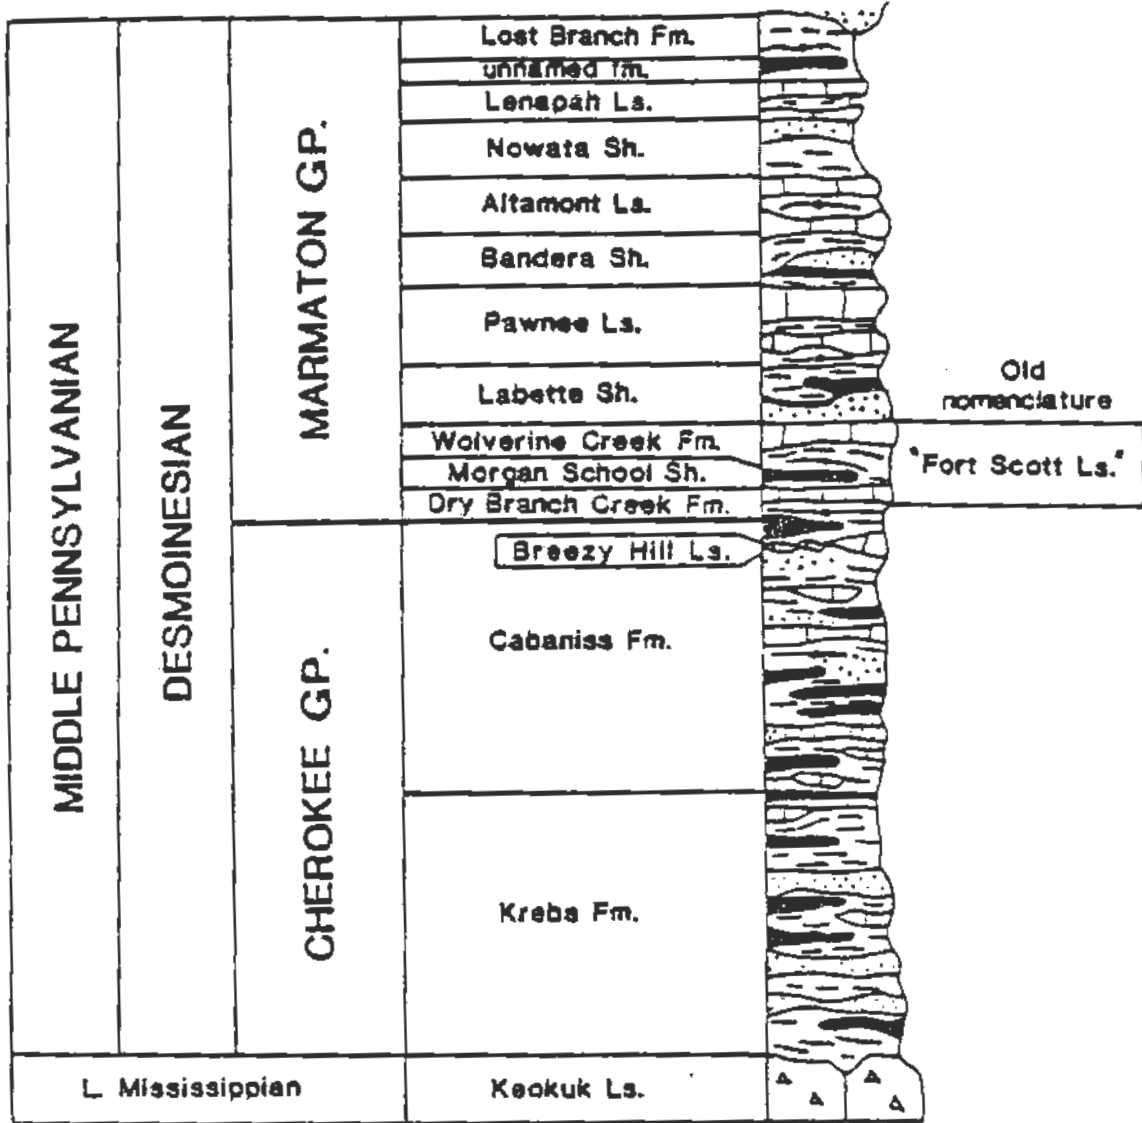 MIDDLE PENNSYLVANIAN
DESMOINESIAN
MARMATON GP.
Lost Branch Fm.
unnamed fm.
Lenapah Ls.
Nowata Sh.
Altamont Ls.
Bandera Sh.
Pawnee Ls.
Labette Sh.
Wolverine Creek Fm.
Morgan School Sh.
Dry Branch Creek Fm.
Old
nomenclature
"Fort Scott Ls."
CHEROKEE GP.
Breezy Hill Ls.
Cabaniss Fm.
Krebs Fm.
L. Mississippian
Keokuk Ls.